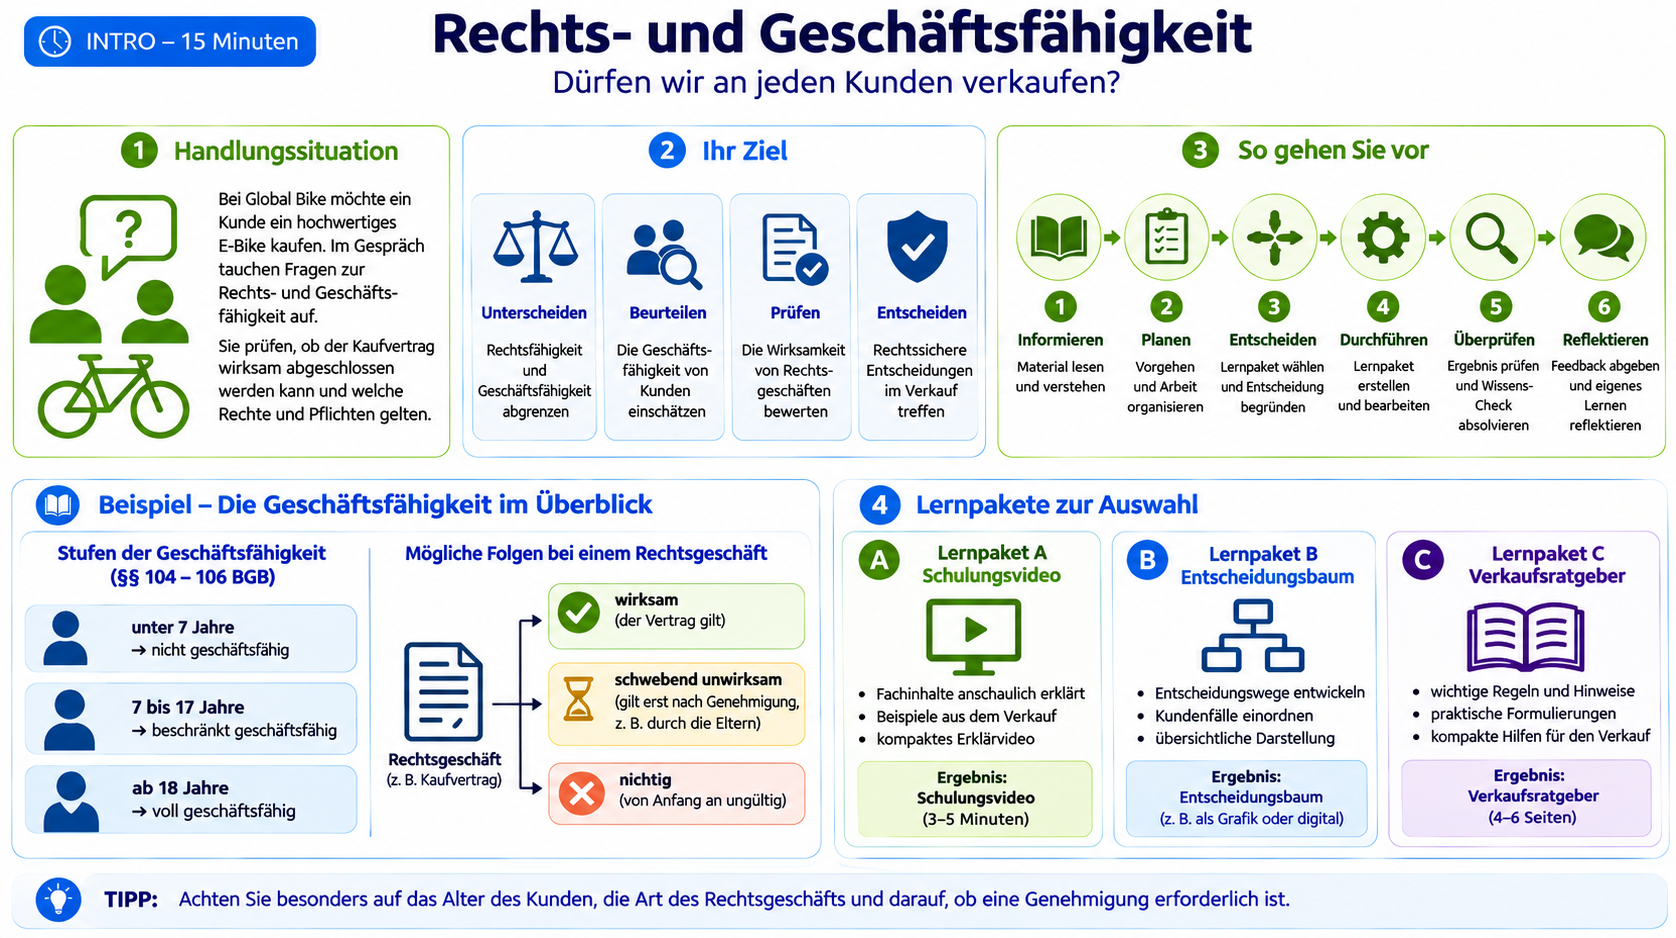 INTRO – 15 Minuten
Rechts- und Geschäftsfähigkeit
Dürfen wir an jeden Kunden verkaufen?
1 Handlungssituation
?
Bei Global Bike möchte ein
Kunde ein hochwertiges
E-Bike kaufen. Im Gespräch
tauchen Fragen zur
Rechts- und Geschäfts-
fähigkeit auf.
Sie prüfen, ob der Kaufvertrag
wirksam abgeschlossen
werden kann und welche
Rechte und Pflichten gelten.
2 Ihr Ziel
Unterscheiden
Rechtsfähigkeit
und
Geschäftsfähigkeit
abgrenzen
Beurteilen
Die Geschäfts-
fähigkeit von
Kunden
einschätzen
Prüfen
Die Wirksamkeit
von Rechts-
geschäften
bewerten
Entscheiden
Rechtssichere
Entscheidungen
im Verkauf
treffen
3 So gehen Sie vor
1
Informieren
Material lesen
und verstehen
2
Planen
Vorgehen
und Arbeit
organisieren
3
Entscheiden
Lernpaket wählen
und Entscheidung
begründen
4
Durchführen
Lernpaket
erstellen
und bearbeiten
5
Überprüfen
Ergebnis prüfen
und Wissens-
Check
absolvieren
6
Reflektieren
Feedback abgeben
und eigenes
Lernen
reflektieren
Beispiel – Die Geschäftsfähigkeit im Überblick
Stufen der Geschäftsfähigkeit
(§§ 104 – 106 BGB)
unter 7 Jahre
→ nicht geschäftsfähig
7 bis 17 Jahre
→ beschränkt geschäftsfähig
ab 18 Jahre
→ voll geschäftsfähig
Mögliche Folgen bei einem Rechtsgeschäft
Rechtsgeschäft
(z. B. Kaufvertrag)
wirksam
(der Vertrag gilt)
schwebend unwirksam
(gilt erst nach Genehmigung,
z. B. durch die Eltern)
nichtig
(von Anfang an ungültig)
4 Lernpakete zur Auswahl
A Lernpaket A
Schulungsvideo
• Fachinhalte anschaulich erklärt
• Beispiele aus dem Verkauf
• kompaktes Erklärvideo
Ergebnis:
Schulungsvideo
(3–5 Minuten)
B Lernpaket B
Entscheidungsbaum
• Entscheidungswege entwickeln
• Kundenfälle einordnen
• übersichtliche Darstellung
Ergebnis:
Entscheidungsbaum
(z. B. als Grafik oder digital)
C Lernpaket C
Verkaufsratgeber
• wichtige Regeln und Hinweise
• praktische Formulierungen
• kompakte Hilfen für den Verkauf
Ergebnis:
Verkaufsratgeber
(4–6 Seiten)
TIPP: Achten Sie besonders auf das Alter des Kunden, die Art des Rechtsgeschäfts und darauf, ob eine Genehmigung erforderlich ist.